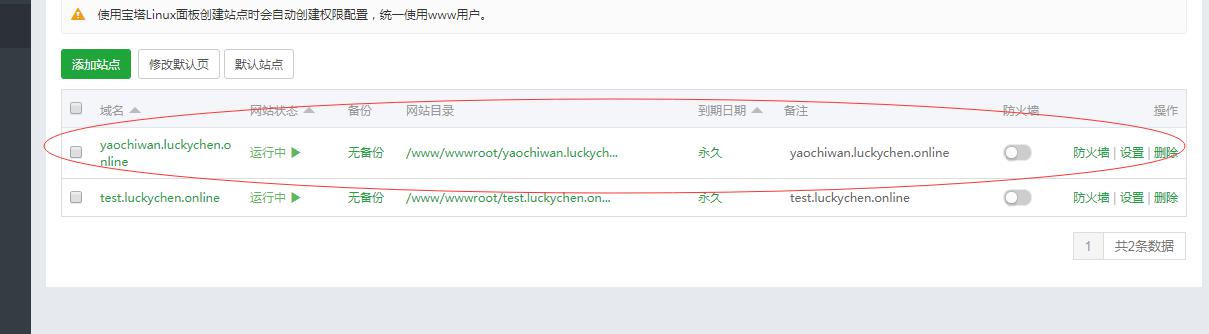 使用宝塔Linux面板创建站点时会自动创建权限配置，统一使用www用户。
添加站点 修改默认页 默认站点
域名 网站状态 备份 网站目录 到期日期 备注 防火墙 操作
yaochiwan.luckychen.o
nline 运行中 无备份 /www/wwwroot/yaochiwan.luckych... 永久 yaochiwan.luckychen.online 防火墙 | 设置 | 删除
test.luckychen.online 运行中 无备份 /www/wwwroot/test.luckychen.on... 永久 test.luckychen.online 防火墙 | 设置 | 删除
1 共2条数据